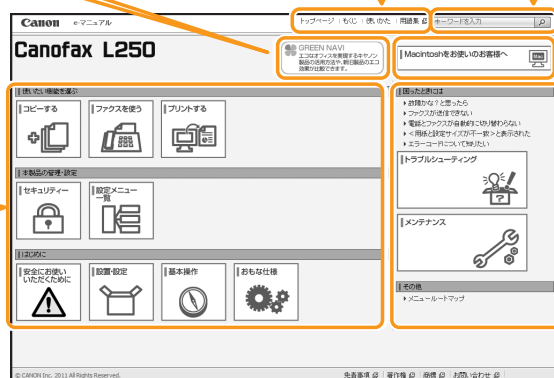 Canon e-マニュアル
トップページ もくじ 使いかた 用語集
キーワードを入力
Canofax L250
GREEN NAVI
エコなオフィスを実現するキヤノン
製品の活用方法や、新旧製品のエコ
効果が比較できます。
Macintoshをお使いのお客様へ
使いたい機能を選ぶ
コピーする
ファクスを使う
プリントする
本製品の管理・設定
セキュリティー
設定メニュー
一覧
はじめに
安全にお使い
いただくために
設置・設定
基本操作
おもな仕様
困ったときには
故障かな?と思ったら
ファクスが送信できない
電話とファクスが自動的に切り替わらない
<用紙と設定サイズが不一致>と表示された
エラーコードについて知りたい
トラブルシューティング
メンテナンス
その他
メニュールートマップ
© CANON Inc. 2011 All Rights Reserved.
免責事項 著作権 商標 お問い合わせ